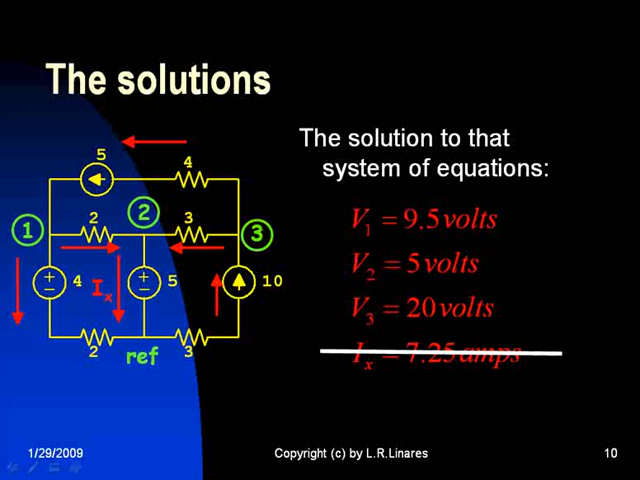 The solutions
The solution to that
system of equations:
V1 = 9.5 volts
V2 = 5 volts
V3 = 20 volts
Ix = 7.25 amps
5
4
1
2
2
3
3
+
-
4
Ix
+
-
5
10
2
ref
3
1/29/2009
Copyright (c) by L.R.Linares
10